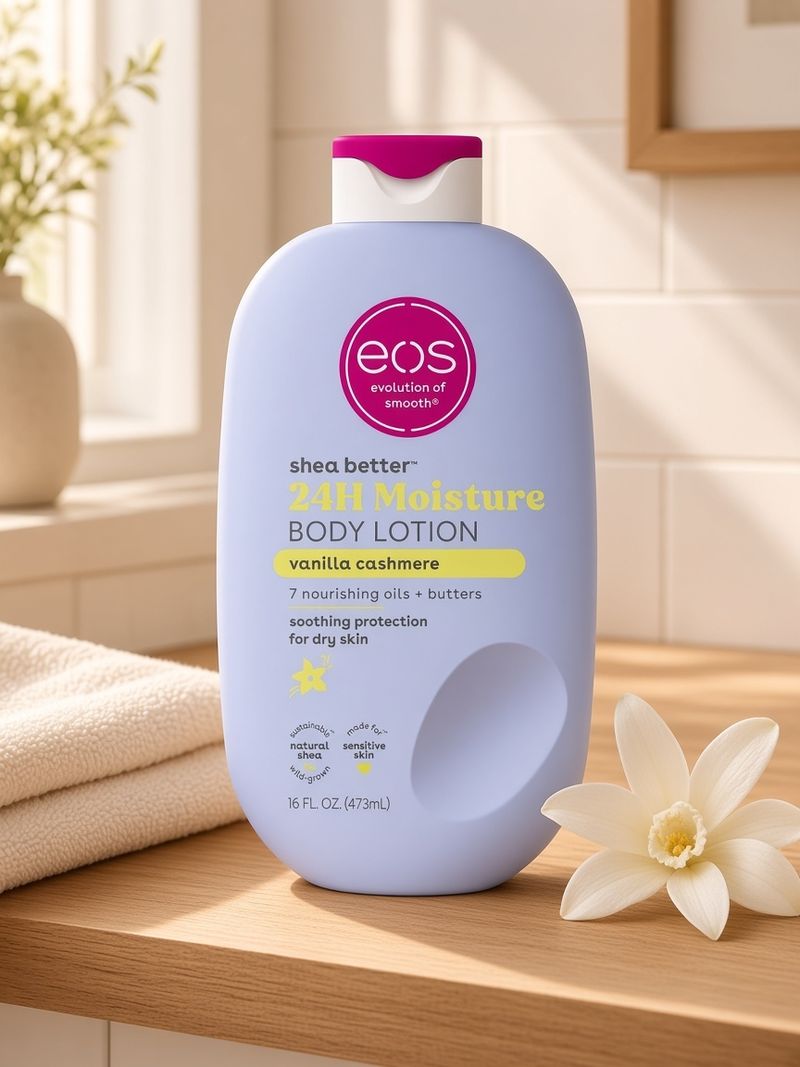 eos
evolution of
smooth®
shea better™
24H Moisture
BODY LOTION
vanilla cashmere
7 nourishing oils + butters
soothing protection
for dry skin
sustainable
natural
shea
wild-grown
made for
sensitive
skin
16 FL. OZ. (473mL)